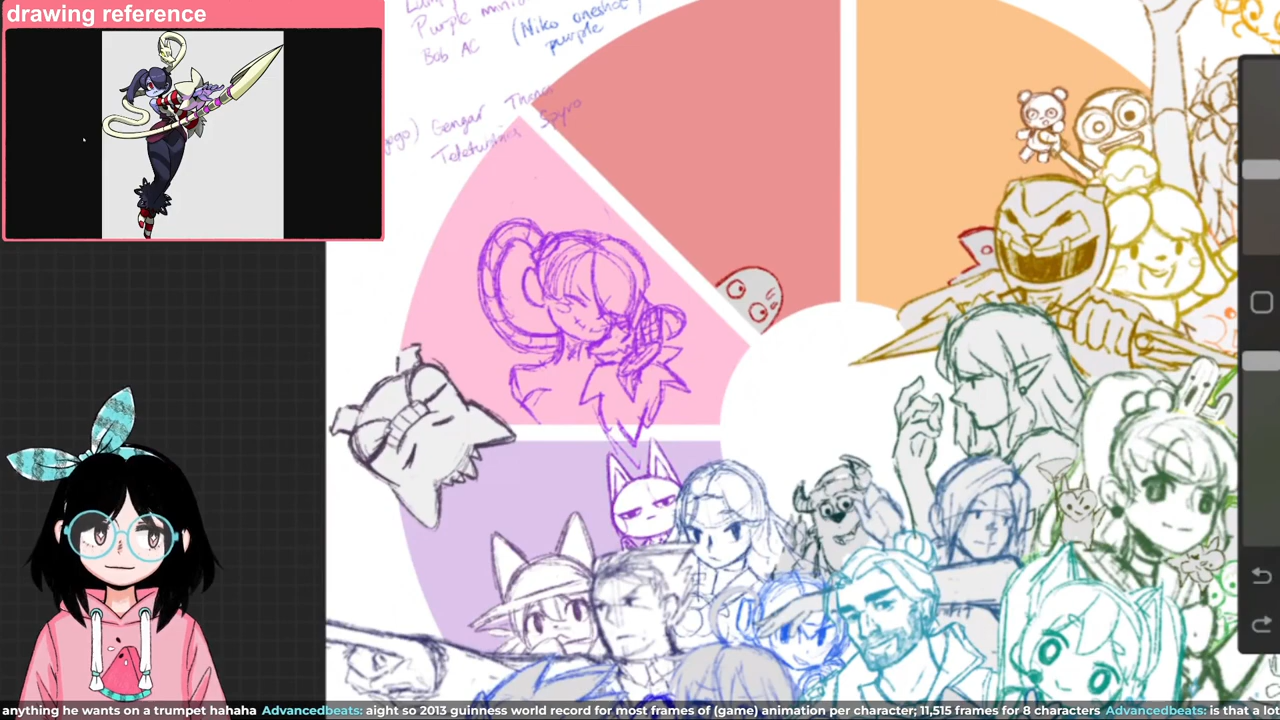 drawing reference
Purple
(Niko oneshot)
purple
Bob AC
Gengar
Spyro
anything he wants on a trumpet hahaha Advancedbeats: aight so 2013 guinness world record for most frames of (game) animation per character; 11,515 frames for 8 characters Advancedbeats: is that a lot